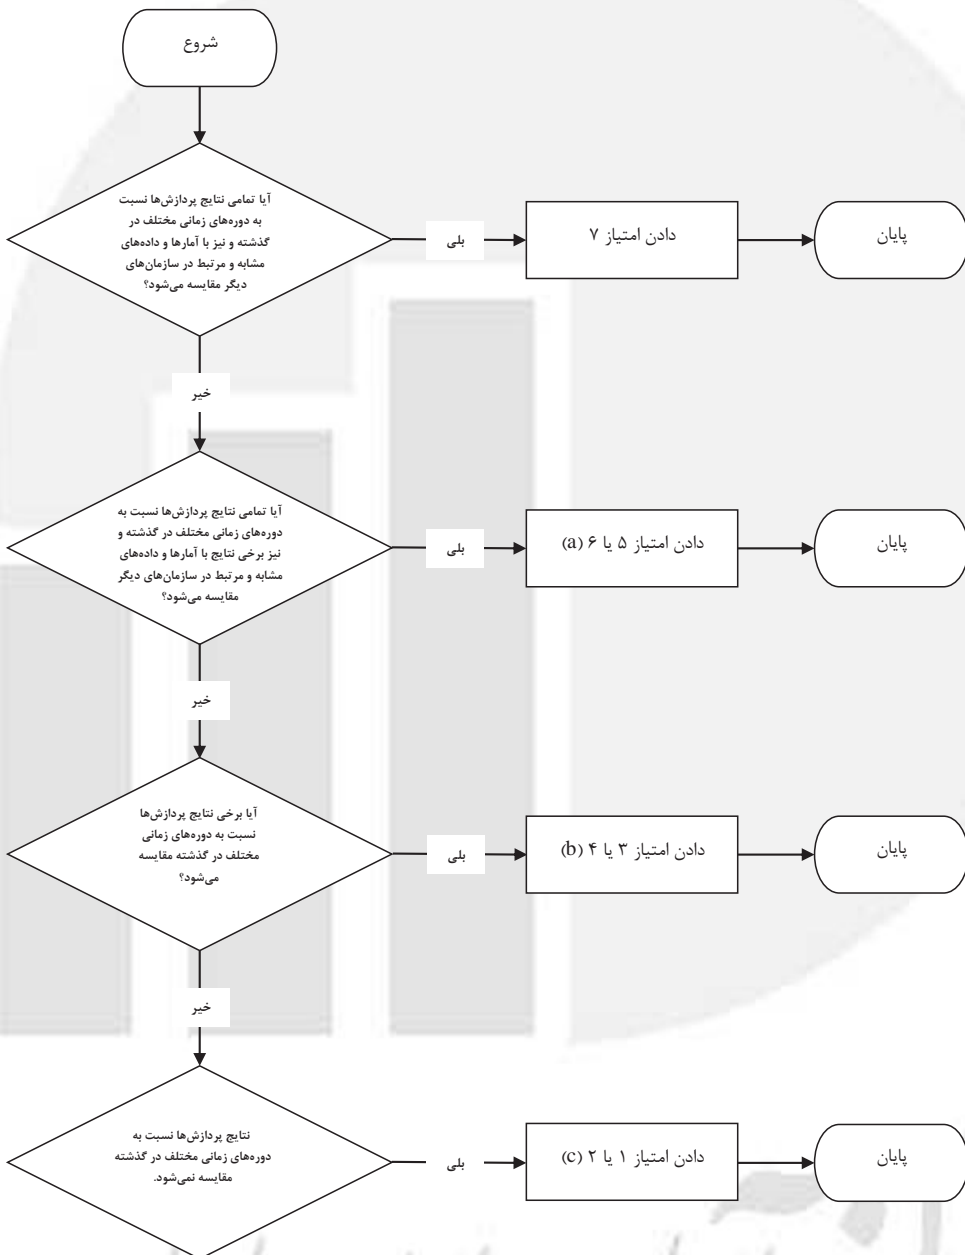 شروع
آیا تمامی نتایج پردازش‌ها نسبت
به دوره‌های زمانی مختلف در
گذشته و نیز با آمارها و داده‌های
مشابه و مرتبط در سازمان‌های
دیگر مقایسه می‌شود؟
بلی
دادن امتیاز ۷
پایان
خیر
آیا تمامی نتایج پردازش‌ها نسبت به
دوره‌های زمانی مختلف در گذشته و
نیز برخی نتایج با آمارها و داده‌های
مشابه و مرتبط در سازمان‌های دیگر
مقایسه می‌شود؟
بلی
دادن امتیاز ۵ یا ۶ (a)
پایان
خیر
آیا برخی نتایج پردازش‌ها
نسبت به دوره‌های زمانی
مختلف در گذشته مقایسه
می‌شود؟
بلی
دادن امتیاز ۳ یا ۴ (b)
پایان
خیر
نتایج پردازش‌ها نسبت به
دوره‌های زمانی مختلف در گذشته
مقایسه نمی‌شود.
بلی
دادن امتیاز ۱ یا ۲ (c)
پایان